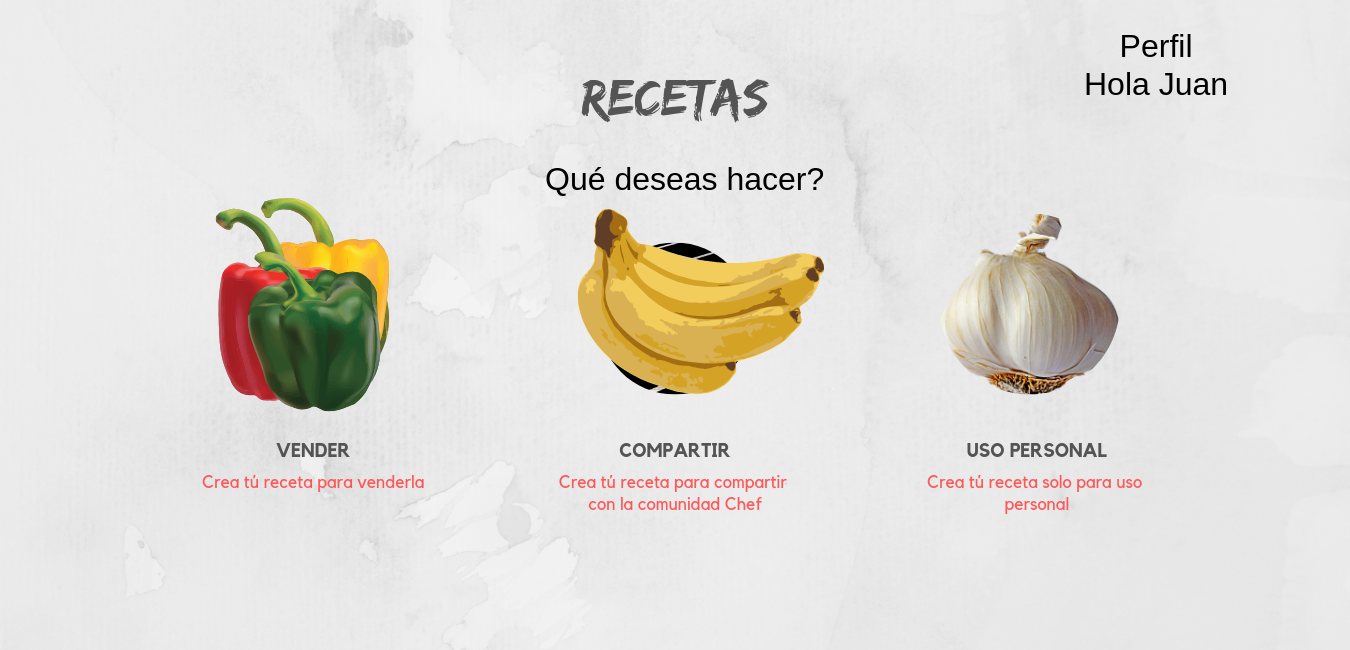 Perfil
Hola Juan
RECETAS
Qué deseas hacer?
VENDER
Crea tú receta para venderla
COMPARTIR
Crea tú receta para compartir
con la comunidad Chef
USO PERSONAL
Crea tú receta solo para uso
personal